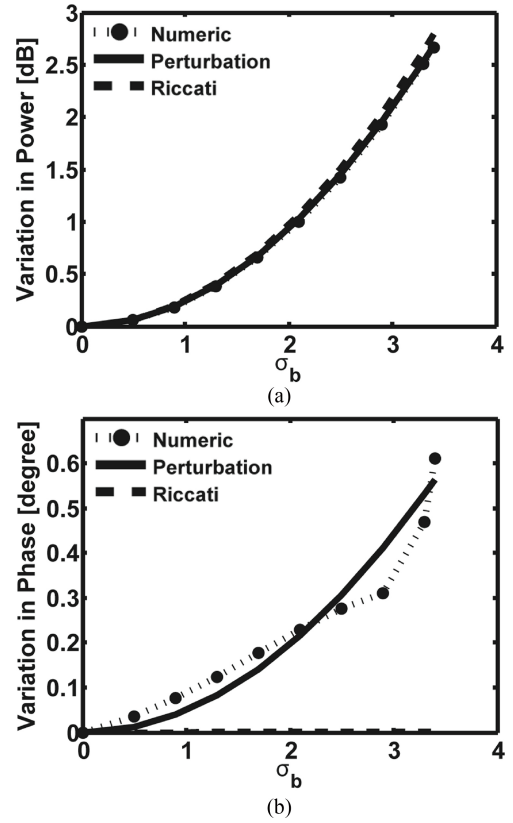 3
2.5
2
1.5
1
0.5
0
Variation in Power [dB]
Numeric
Perturbation
Riccati
0 1 2 3 4
σb
(a)
0.6
0.5
0.4
0.3
0.2
0.1
0
Variation in Phase [degree]
Numeric
Perturbation
Riccati
0 1 2 3 4
σb
(b)